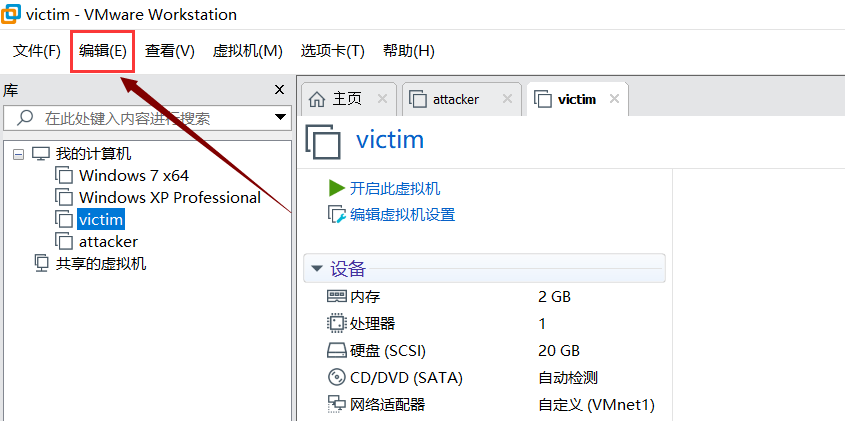 victim - VMware Workstation
文件(F) 编辑(E) 查看(V) 虚拟机(M) 选项卡(T) 帮助(H)
库
在此处键入内容进行搜索
我的计算机
Windows 7 x64
Windows XP Professional
victim
attacker
共享的虚拟机
主页 attacker victim
victim
开启此虚拟机
编辑虚拟机设置
设备
内存 2 GB
处理器 1
硬盘 (SCSI) 20 GB
CD/DVD (SATA) 自动检测
网络适配器 自定义 (VMnet1)